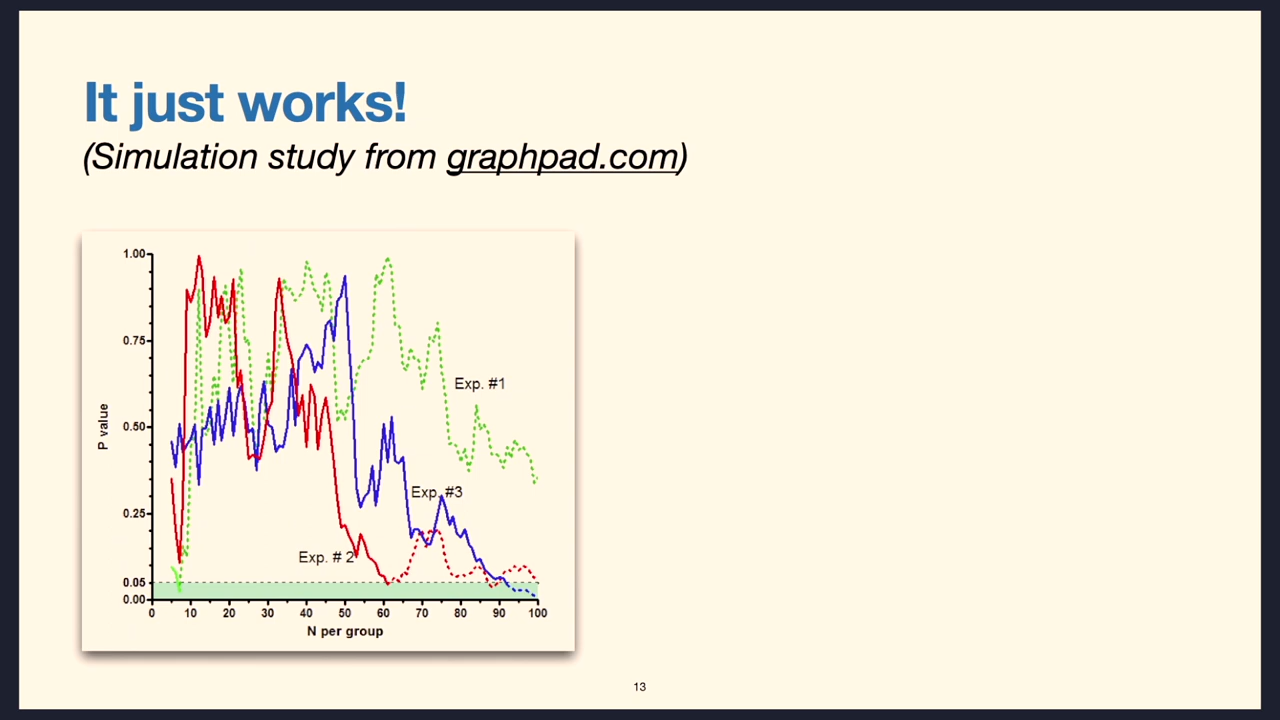 It just works!
(Simulation study from graphpad.com)
1.00
0.75
0.50
0.25
0.05
0.00
P value
Exp. #1
Exp. #3
Exp. # 2
0 10 20 30 40 50 60 70 80 90 100
N per group
13